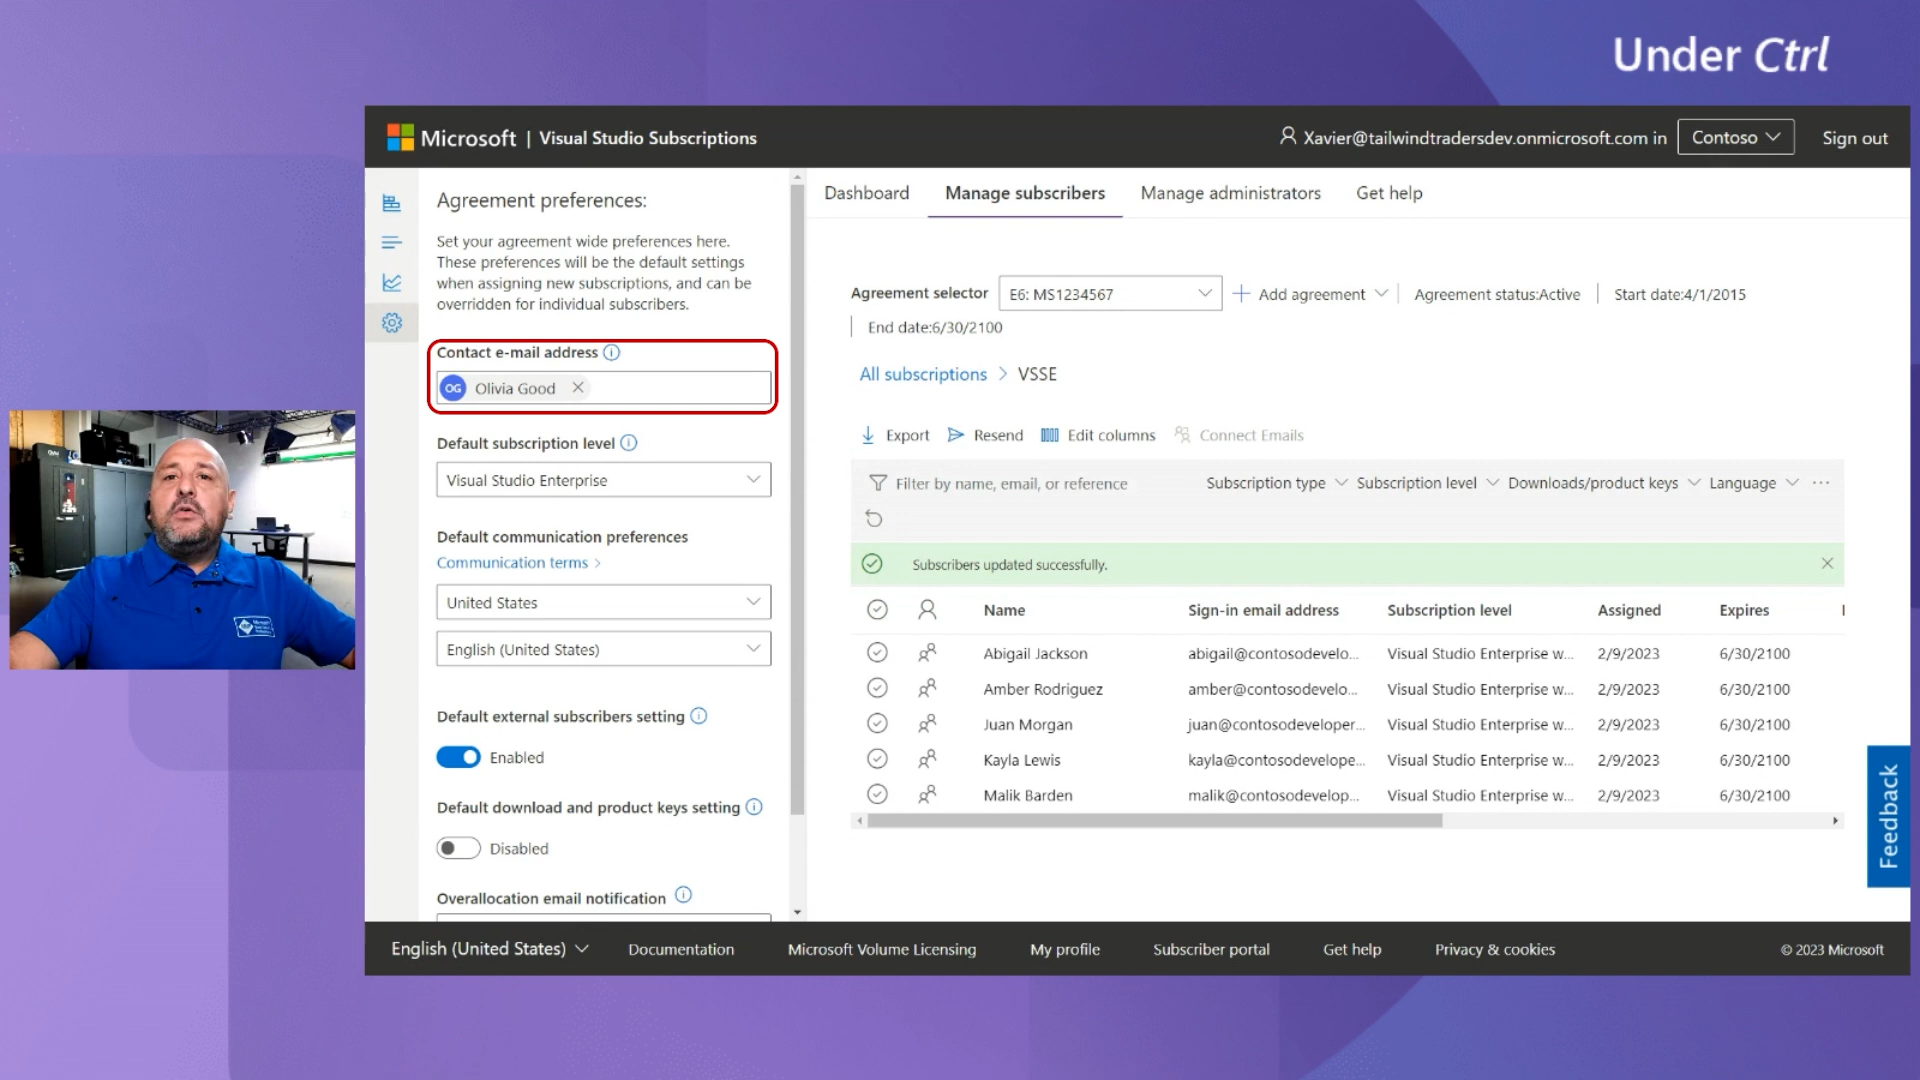 Under Ctrl
Microsoft | Visual Studio Subscriptions
Xavier@tailwindtradersdev.onmicrosoft.com in
Contoso
Sign out
Agreement preferences:
Set your agreement wide preferences here.
These preferences will be the default settings
when assigning new subscriptions, and can be
overridden for individual subscribers.
Contact e-mail address
OG Olivia Good
Default subscription level
Visual Studio Enterprise
Default communication preferences
Communication terms >
United States
English (United States)
Default external subscribers setting
Enabled
Default download and product keys setting
Disabled
Overallocation email notification
Dashboard Manage subscribers Manage administrators Get help
Agreement selector E6: MS1234567 Add agreement | Agreement status:Active | Start date:4/1/2015
| End date:6/30/2100
All subscriptions > VSSE
Export Resend Edit columns Connect Emails
Filter by name, email, or reference Subscription type Subscription level Downloads/product keys Language ...
Subscribers updated successfully.
Name Sign-in email address Subscription level Assigned Expires
Abigail Jackson abigail@contosodevelo... Visual Studio Enterprise w... 2/9/2023 6/30/2100
Amber Rodriguez amber@contosodevelo... Visual Studio Enterprise w... 2/9/2023 6/30/2100
Juan Morgan juan@contosodeveloper... Visual Studio Enterprise w... 2/9/2023 6/30/2100
Kayla Lewis kayla@contosodevelope... Visual Studio Enterprise w... 2/9/2023 6/30/2100
Malik Barden malik@contosodevelop... Visual Studio Enterprise w... 2/9/2023 6/30/2100
Feedback
English (United States) Documentation Microsoft Volume Licensing My profile Subscriber portal Get help Privacy & cookies © 2023 Microsoft